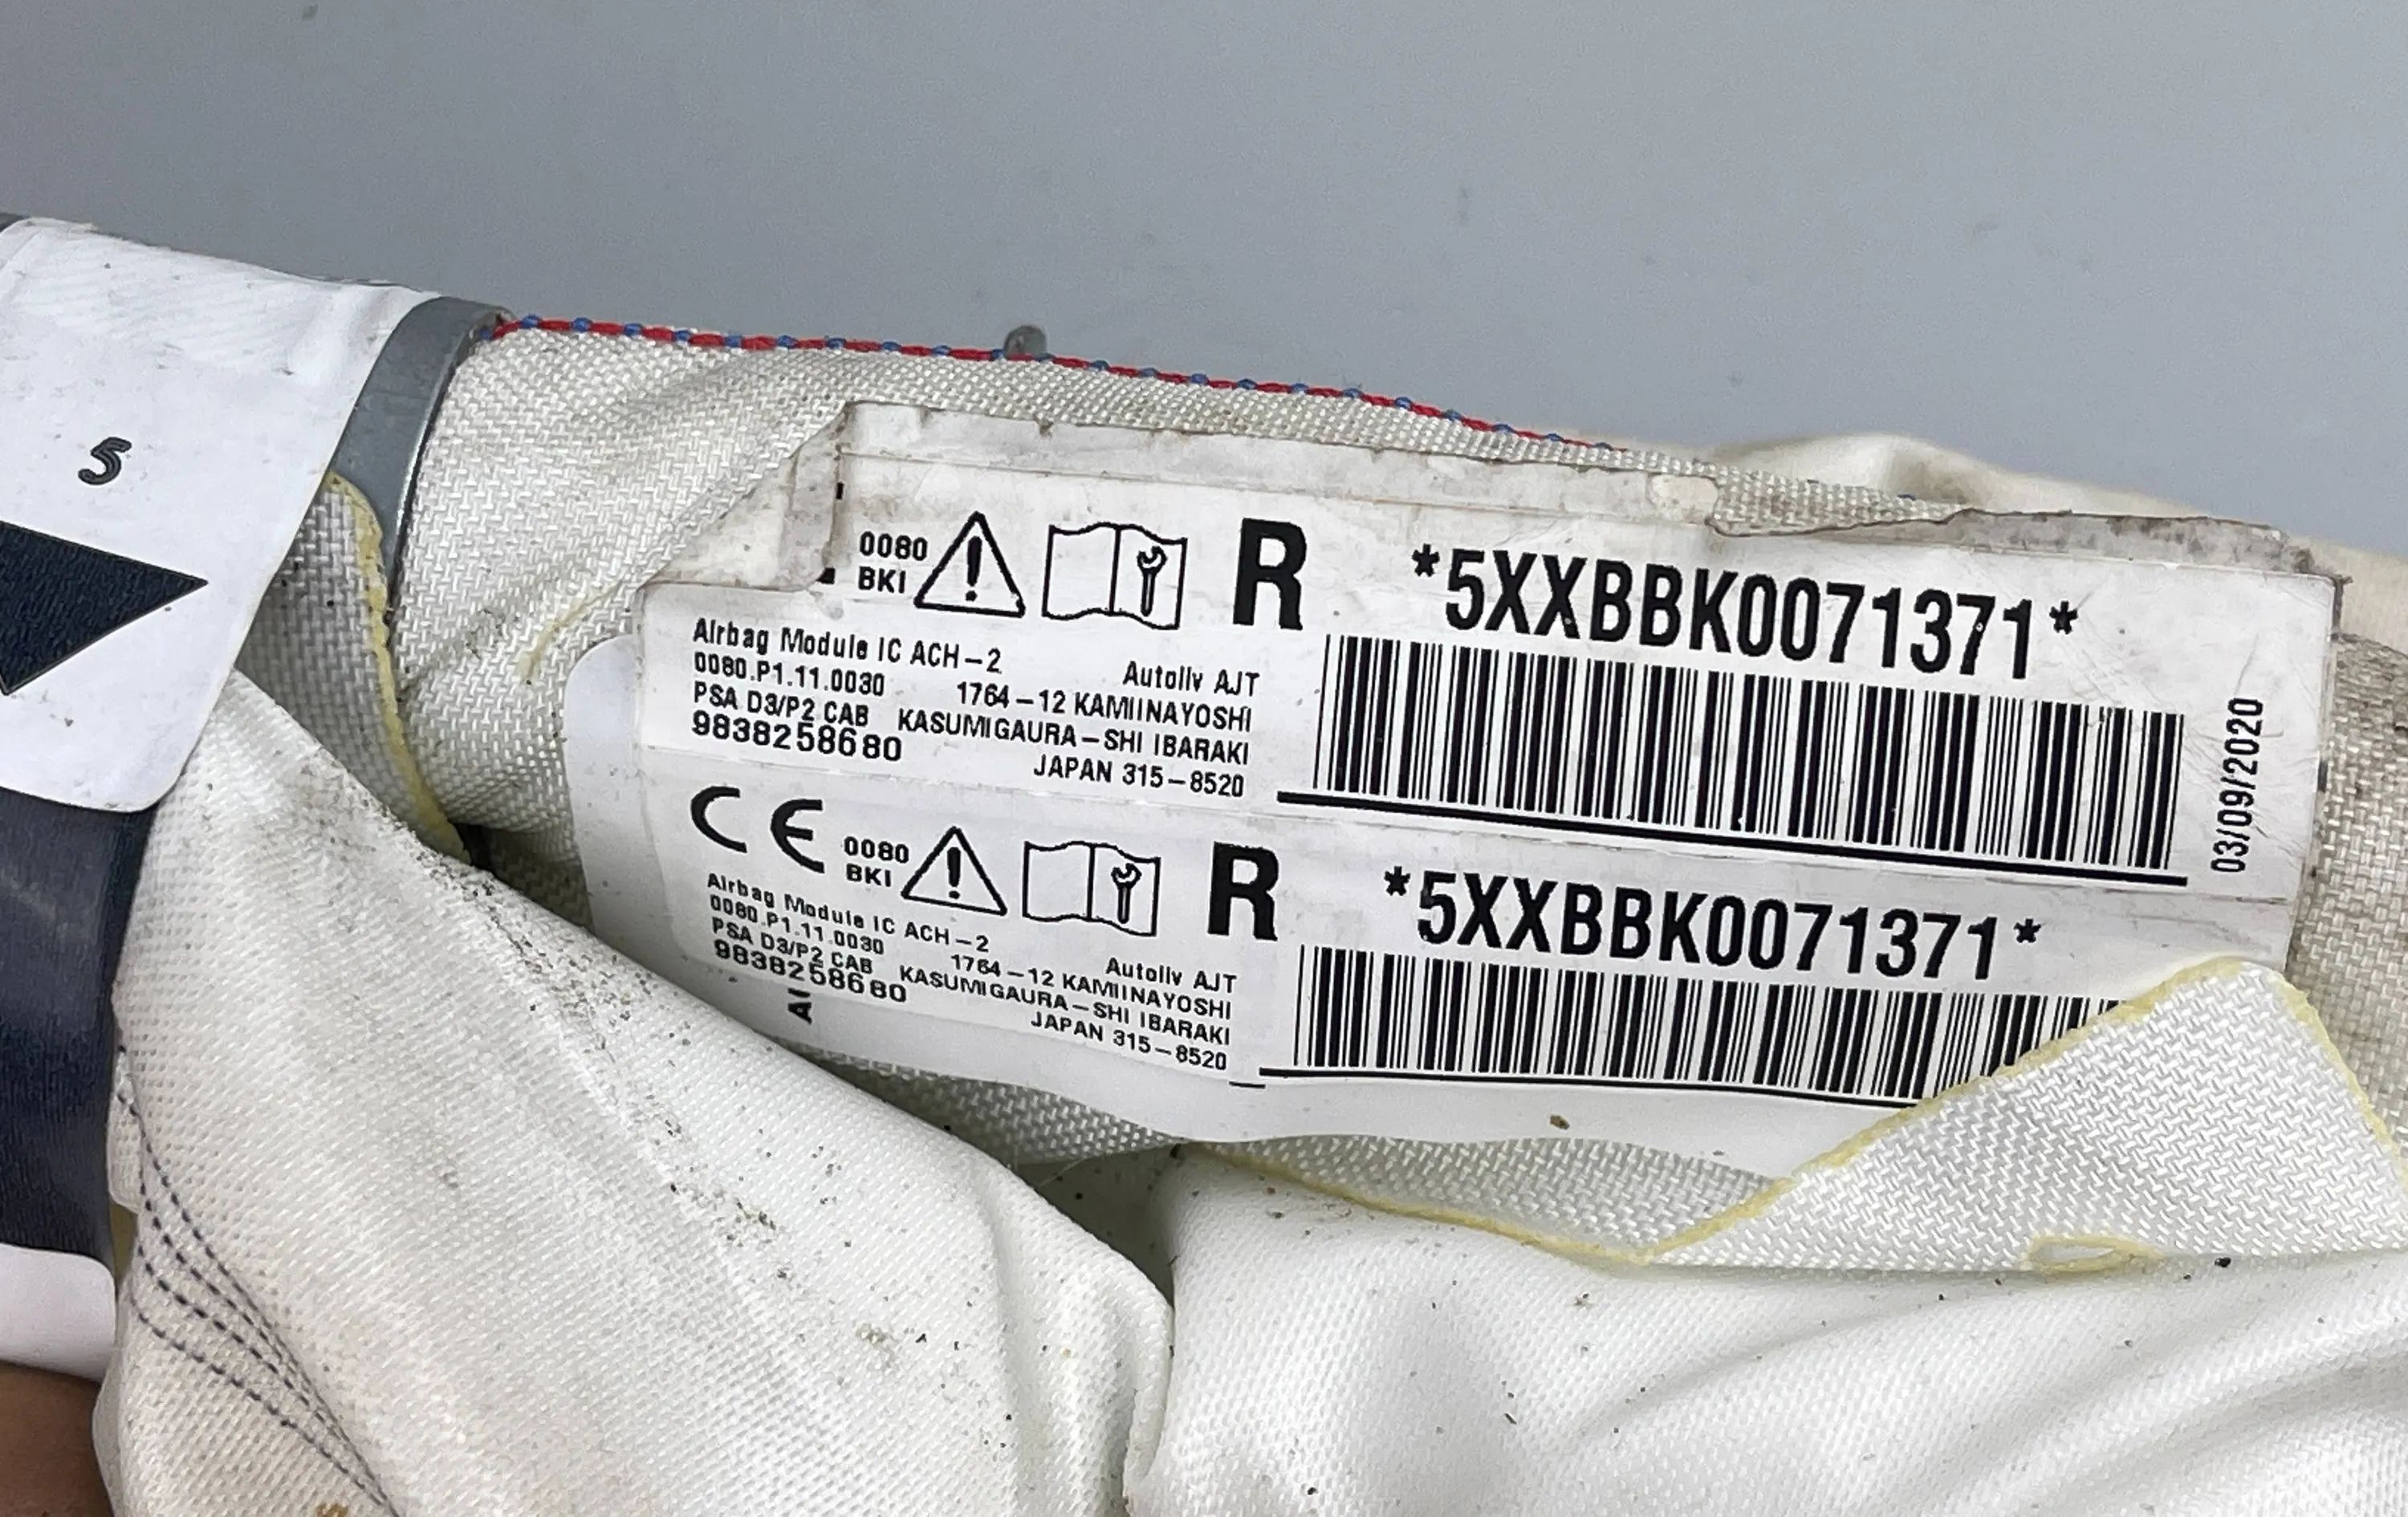 5
0080
BKI
R
*5XXBBK0071371*
Airbag Module IC ACH-2
0080.P1.11.0030
PSA D3/P2 CAB
9838258680
Autoliv AJT
1764-12 KAMIINAYOSHI
KASUMIGAURA-SHI IBARAKI
JAPAN 315-8520
03/09/2020
CE
0080
BKI
R
*5XXBBK0071371*
Airbag Module IC ACH-2
0080.P1.11.0030
PSA D3/P2 CAB
9838258680
Autoliv AJT
1764-12 KAMIINAYOSHI
KASUMIGAURA-SHI IBARAKI
JAPAN 315-8520